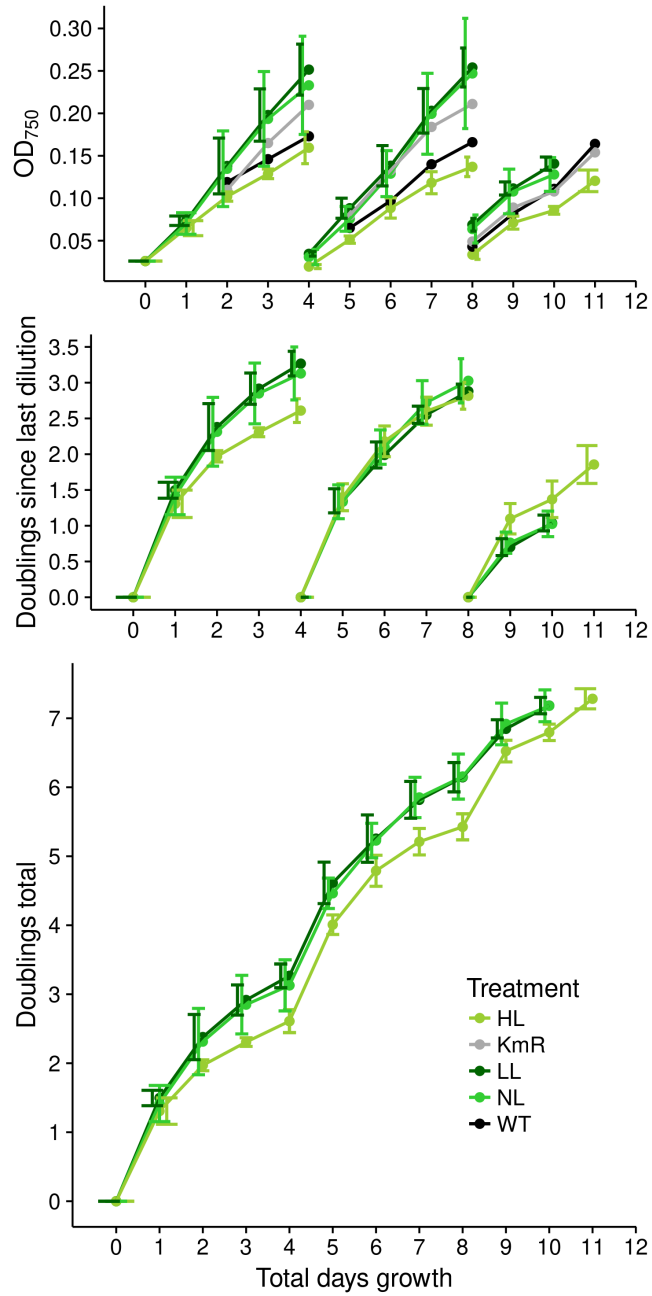 OD750
0.30
0.25
0.20
0.15
0.10
0.05
0 1 2 3 4 5 6 7 8 9 10 11 12
Doublings since last dilution
3.5
3.0
2.5
2.0
1.5
1.0
0.5
0.0
0 1 2 3 4 5 6 7 8 9 10 11 12
Doublings total
7
6
5
4
3
2
1
0
Treatment
HL
KmR
LL
NL
WT
0 1 2 3 4 5 6 7 8 9 10 11 12
Total days growth